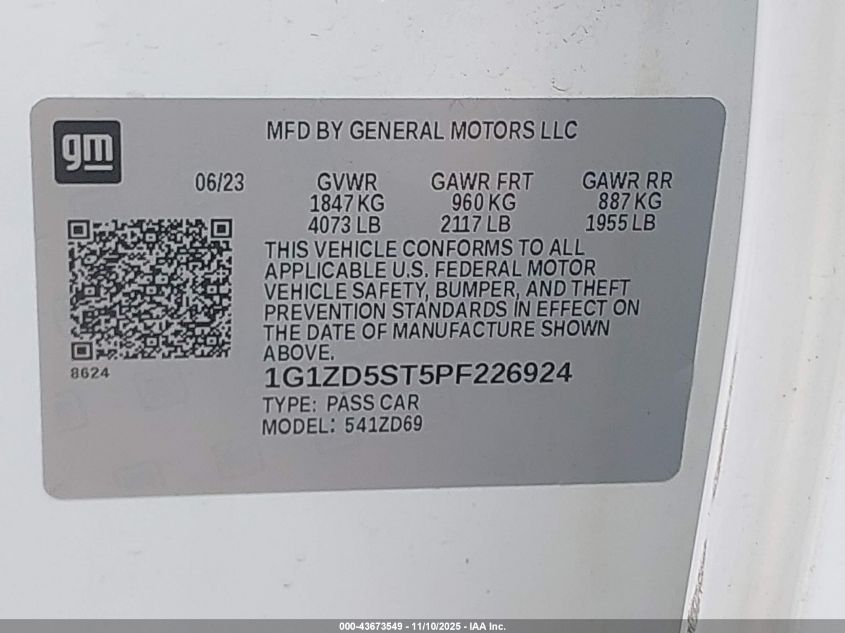 gm
MFD BY GENERAL MOTORS LLC
06/23 GVWR GAWR FRT GAWR RR
1847 KG 960 KG 887 KG
4073 LB 2117 LB 1955 LB
THIS VEHICLE CONFORMS TO ALL
APPLICABLE U.S. FEDERAL MOTOR
VEHICLE SAFETY, BUMPER, AND THEFT
PREVENTION STANDARDS IN EFFECT ON
THE DATE OF MANUFACTURE SHOWN
ABOVE.
8624
1G1ZD5ST5PF226924
TYPE: PASS CAR
MODEL: 541ZD69
000-43673549 - 11/10/2025 - IAA Inc.